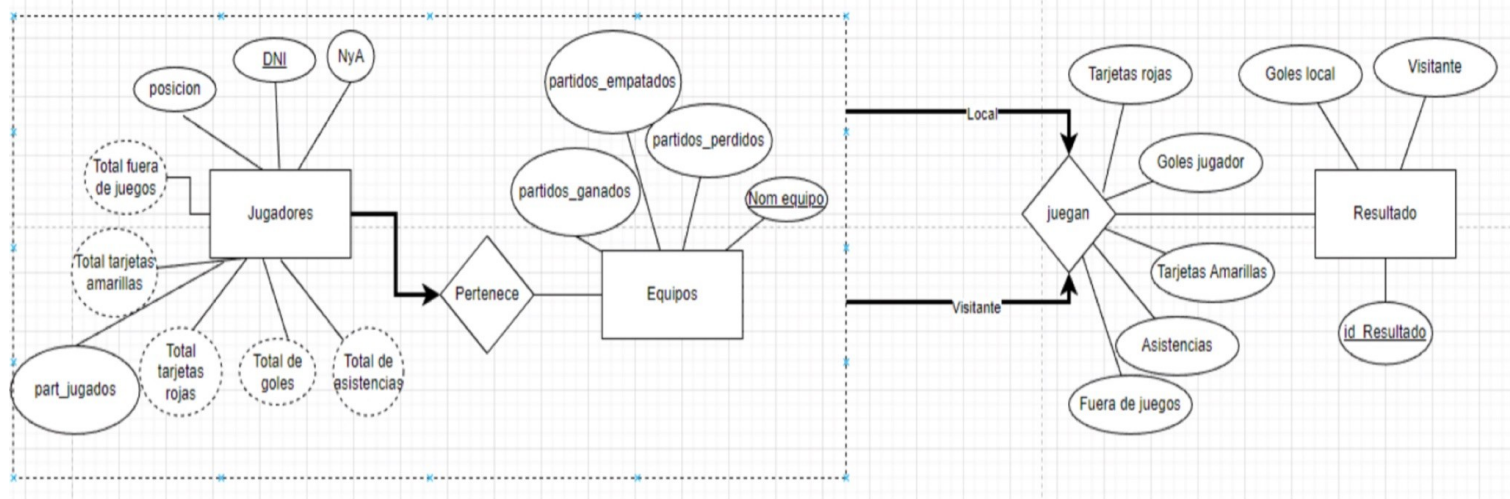 posicion
DNI
NyA
Total fuera
de juegos
Jugadores
Total tarjetas
amarillas
part_jugados
Total
tarjetas
rojas
Total de
goles
Total de
asistencias
Pertenece
partidos_empatados
partidos_perdidos
partidos_ganados
Nom equipo
Equipos
Local
Visitante
juegan
Tarjetas rojas
Goles jugador
Tarjetas Amarillas
Asistencias
Fuera de juegos
Goles local
Visitante
Resultado
id_Resultado